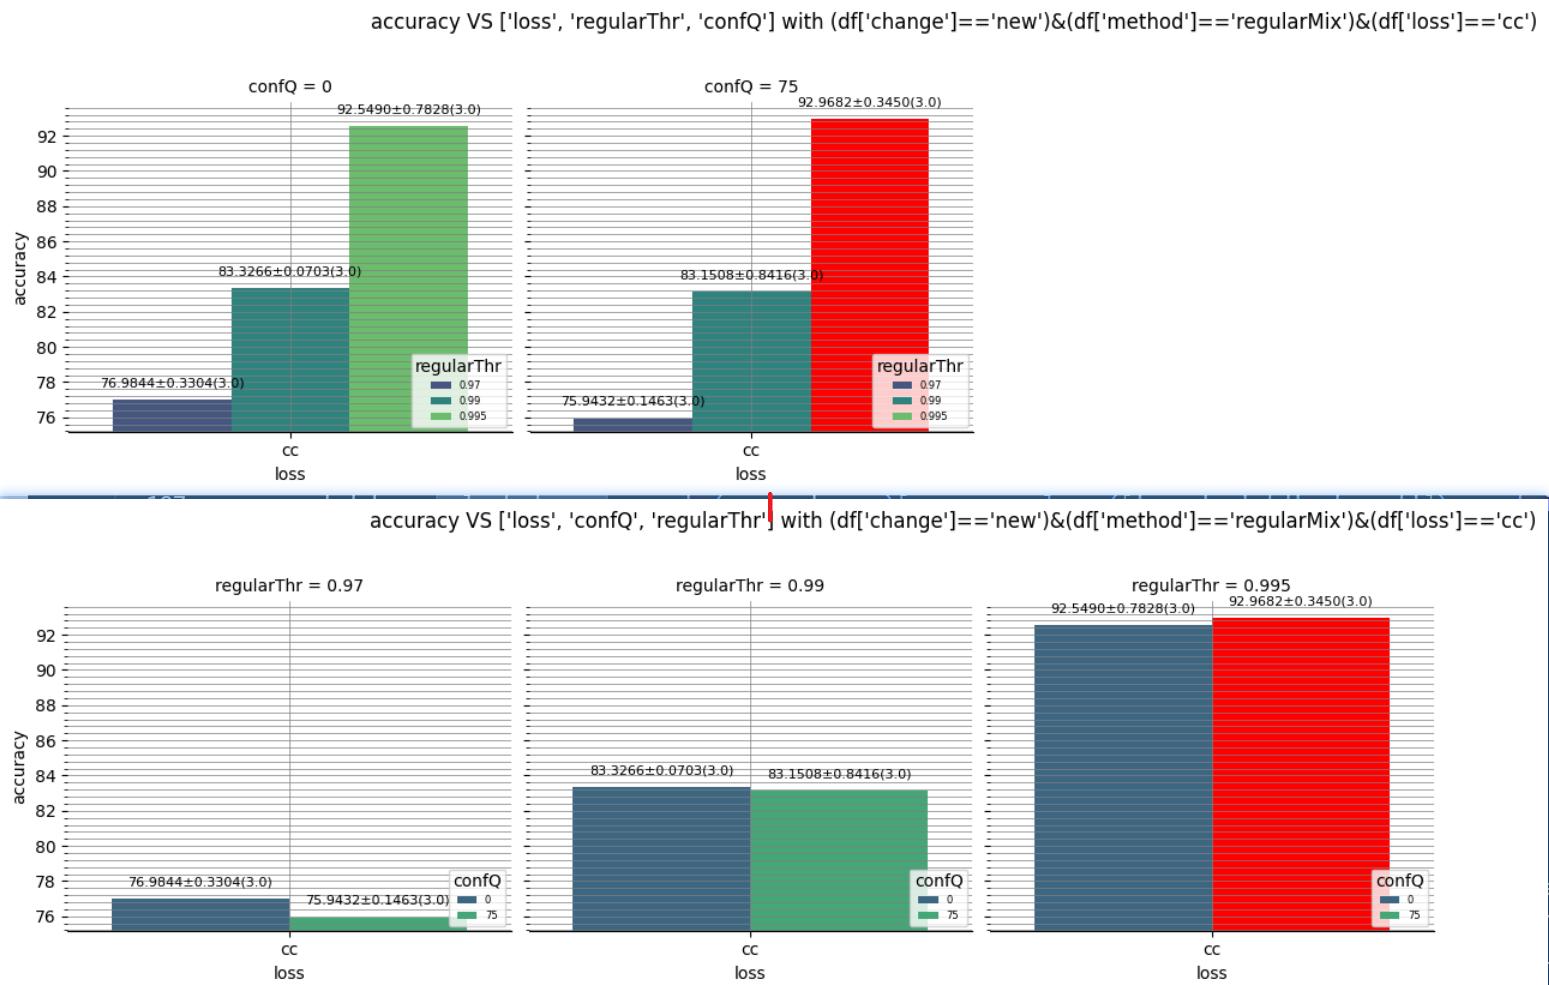 accuracy VS ['loss', 'regularThr', 'confQ'] with (df['change']=='new')&(df['method']=='regularMix')&(df['loss']=='cc')
confQ = 0
confQ = 75
92.5490±0.7828(3.0)
92.9682±0.3450(3.0)
92
90
88
86
84
82
80
78
76
accuracy
83.3266±0.0703(3.0)
83.1508±0.8416(3.0)
76.9844±0.3304(3.0)
75.9432±0.1463(3.0)
regularThr
0.97
0.99
0.995
regularThr
0.97
0.99
0.995
cc
loss
cc
loss
accuracy VS ['loss', 'confQ', 'regularThr'] with (df['change']=='new')&(df['method']=='regularMix')&(df['loss']=='cc')
regularThr = 0.97
regularThr = 0.99
regularThr = 0.995
92.5490±0.7828(3.0)
92.9682±0.3450(3.0)
92
90
88
86
84
82
80
78
76
accuracy
83.3266±0.0703(3.0)
83.1508±0.8416(3.0)
76.9844±0.3304(3.0)
75.9432±0.1463(3.0)
confQ
0
75
confQ
0
75
confQ
0
75
cc
loss
cc
loss
cc
loss